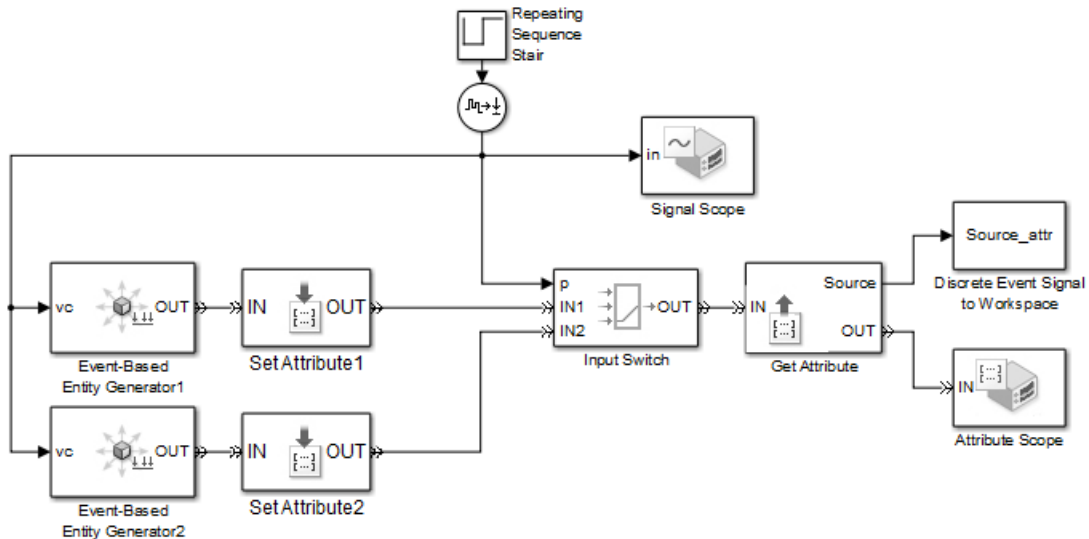 Repeating
Sequence
Stair
in
Signal Scope
Source_attr
Discrete Event Signal
to Workspace
vc
OUT
Event-Based
Entity Generator1
IN
OUT
Set Attribute1
p
IN1
IN2
OUT
Input Switch
IN
Source
OUT
Get Attribute
IN
Attribute Scope
vc
OUT
Event-Based
Entity Generator2
IN
OUT
Set Attribute2